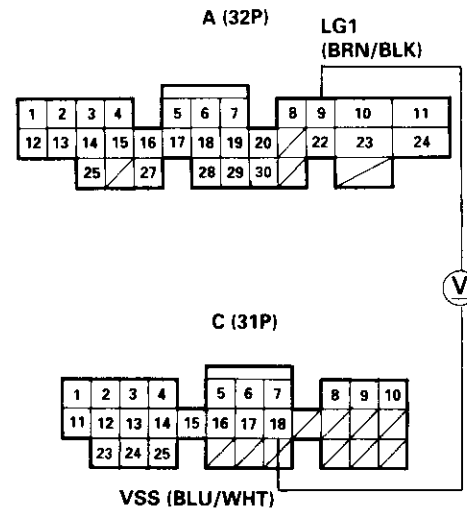 A (32P)
LG1
(BRN/BLK)
1 2 3 4 5 6 7 8 9 10 11
12 13 14 15 16 17 18 19 20 22 23 24
25 27 28 29 30
V
C (31P)
1 2 3 4 5 6 7 8 9 10
11 12 13 14 15 16 17 18
23 24 25
VSS (BLU/WHT)